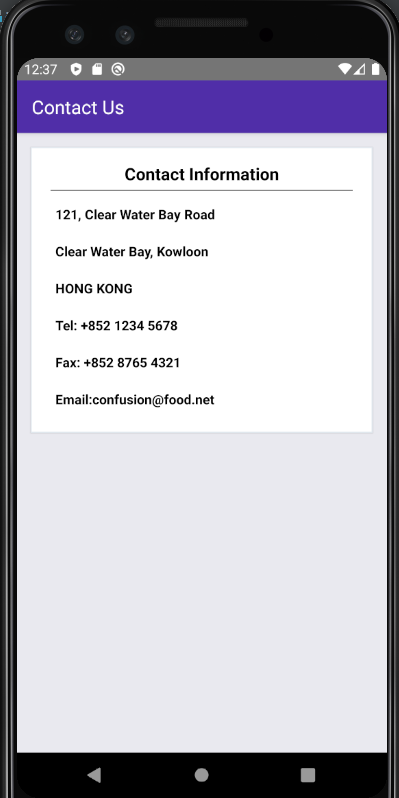 12:37
Contact Us
Contact Information
121, Clear Water Bay Road
Clear Water Bay, Kowloon
HONG KONG
Tel: +852 1234 5678
Fax: +852 8765 4321
Email:confusion@food.net